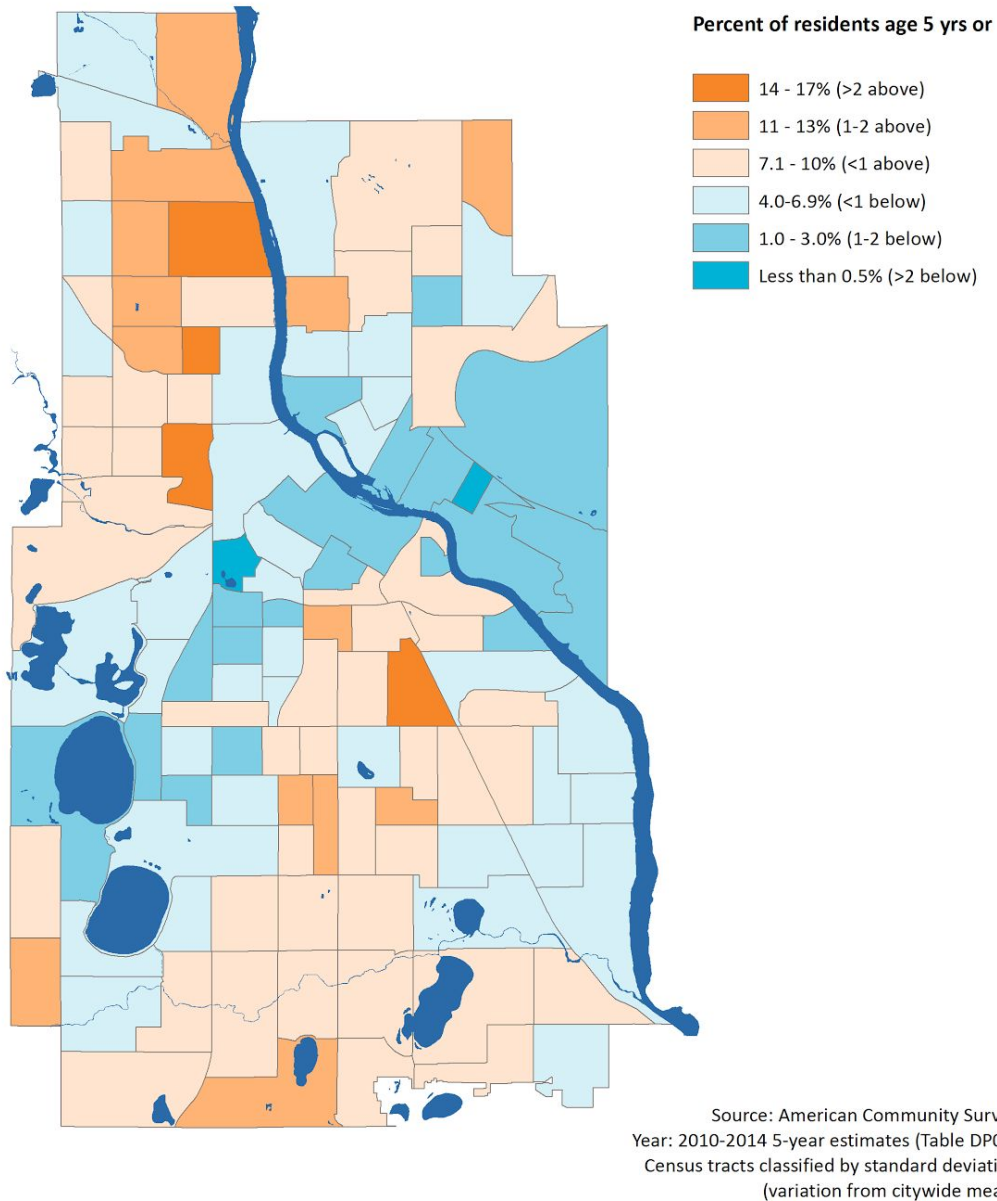 Percent of residents age 5 yrs or
14 - 17% (>2 above)
11 - 13% (1-2 above)
7.1 - 10% (<1 above)
4.0-6.9% (<1 below)
1.0 - 3.0% (1-2 below)
Less than 0.5% (>2 below)
Source: American Community Surv
Year: 2010-2014 5-year estimates (Table DP0
Census tracts classified by standard deviati
(variation from citywide mea